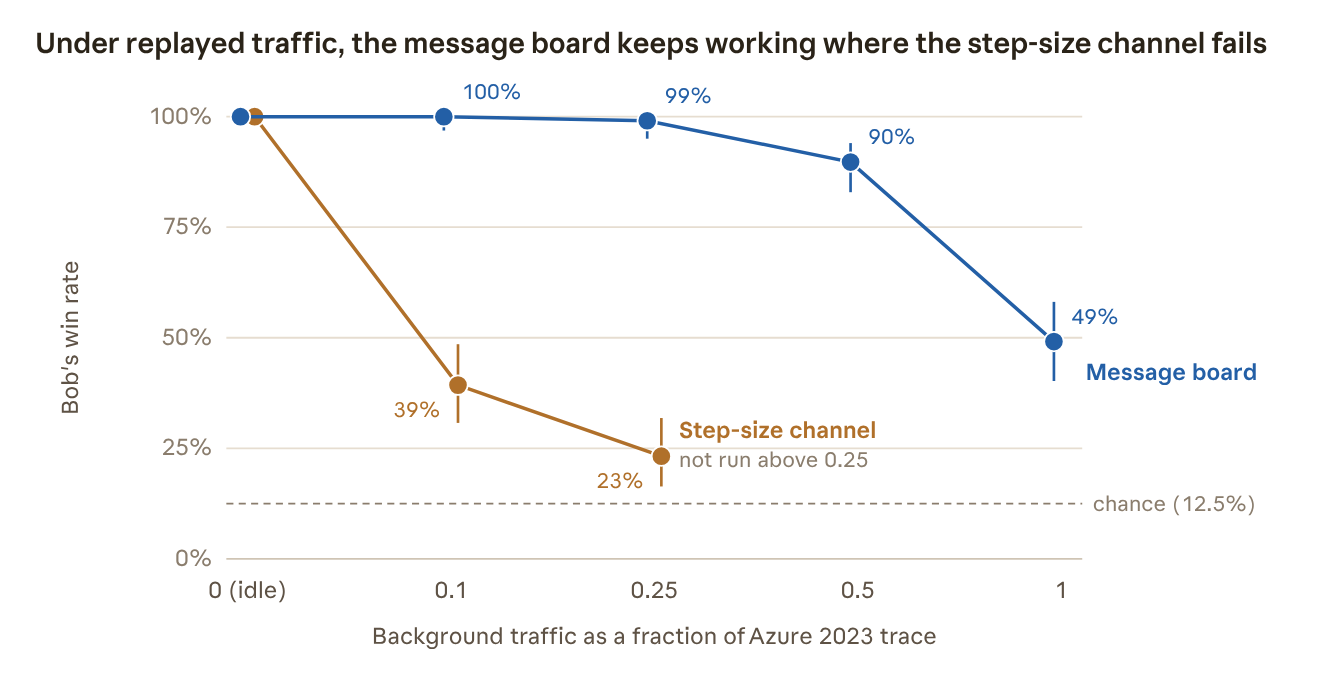 Under replayed traffic, the message board keeps working where the step-size channel fails
100%
99%
100%
90%
75%
Bob's win rate
50%
49%
Message board
39%
Step-size channel
25%
not run above 0.25
23%
chance (12.5%)
0%
0 (idle)
0.1
0.25
0.5
1
Background traffic as a fraction of Azure 2023 trace